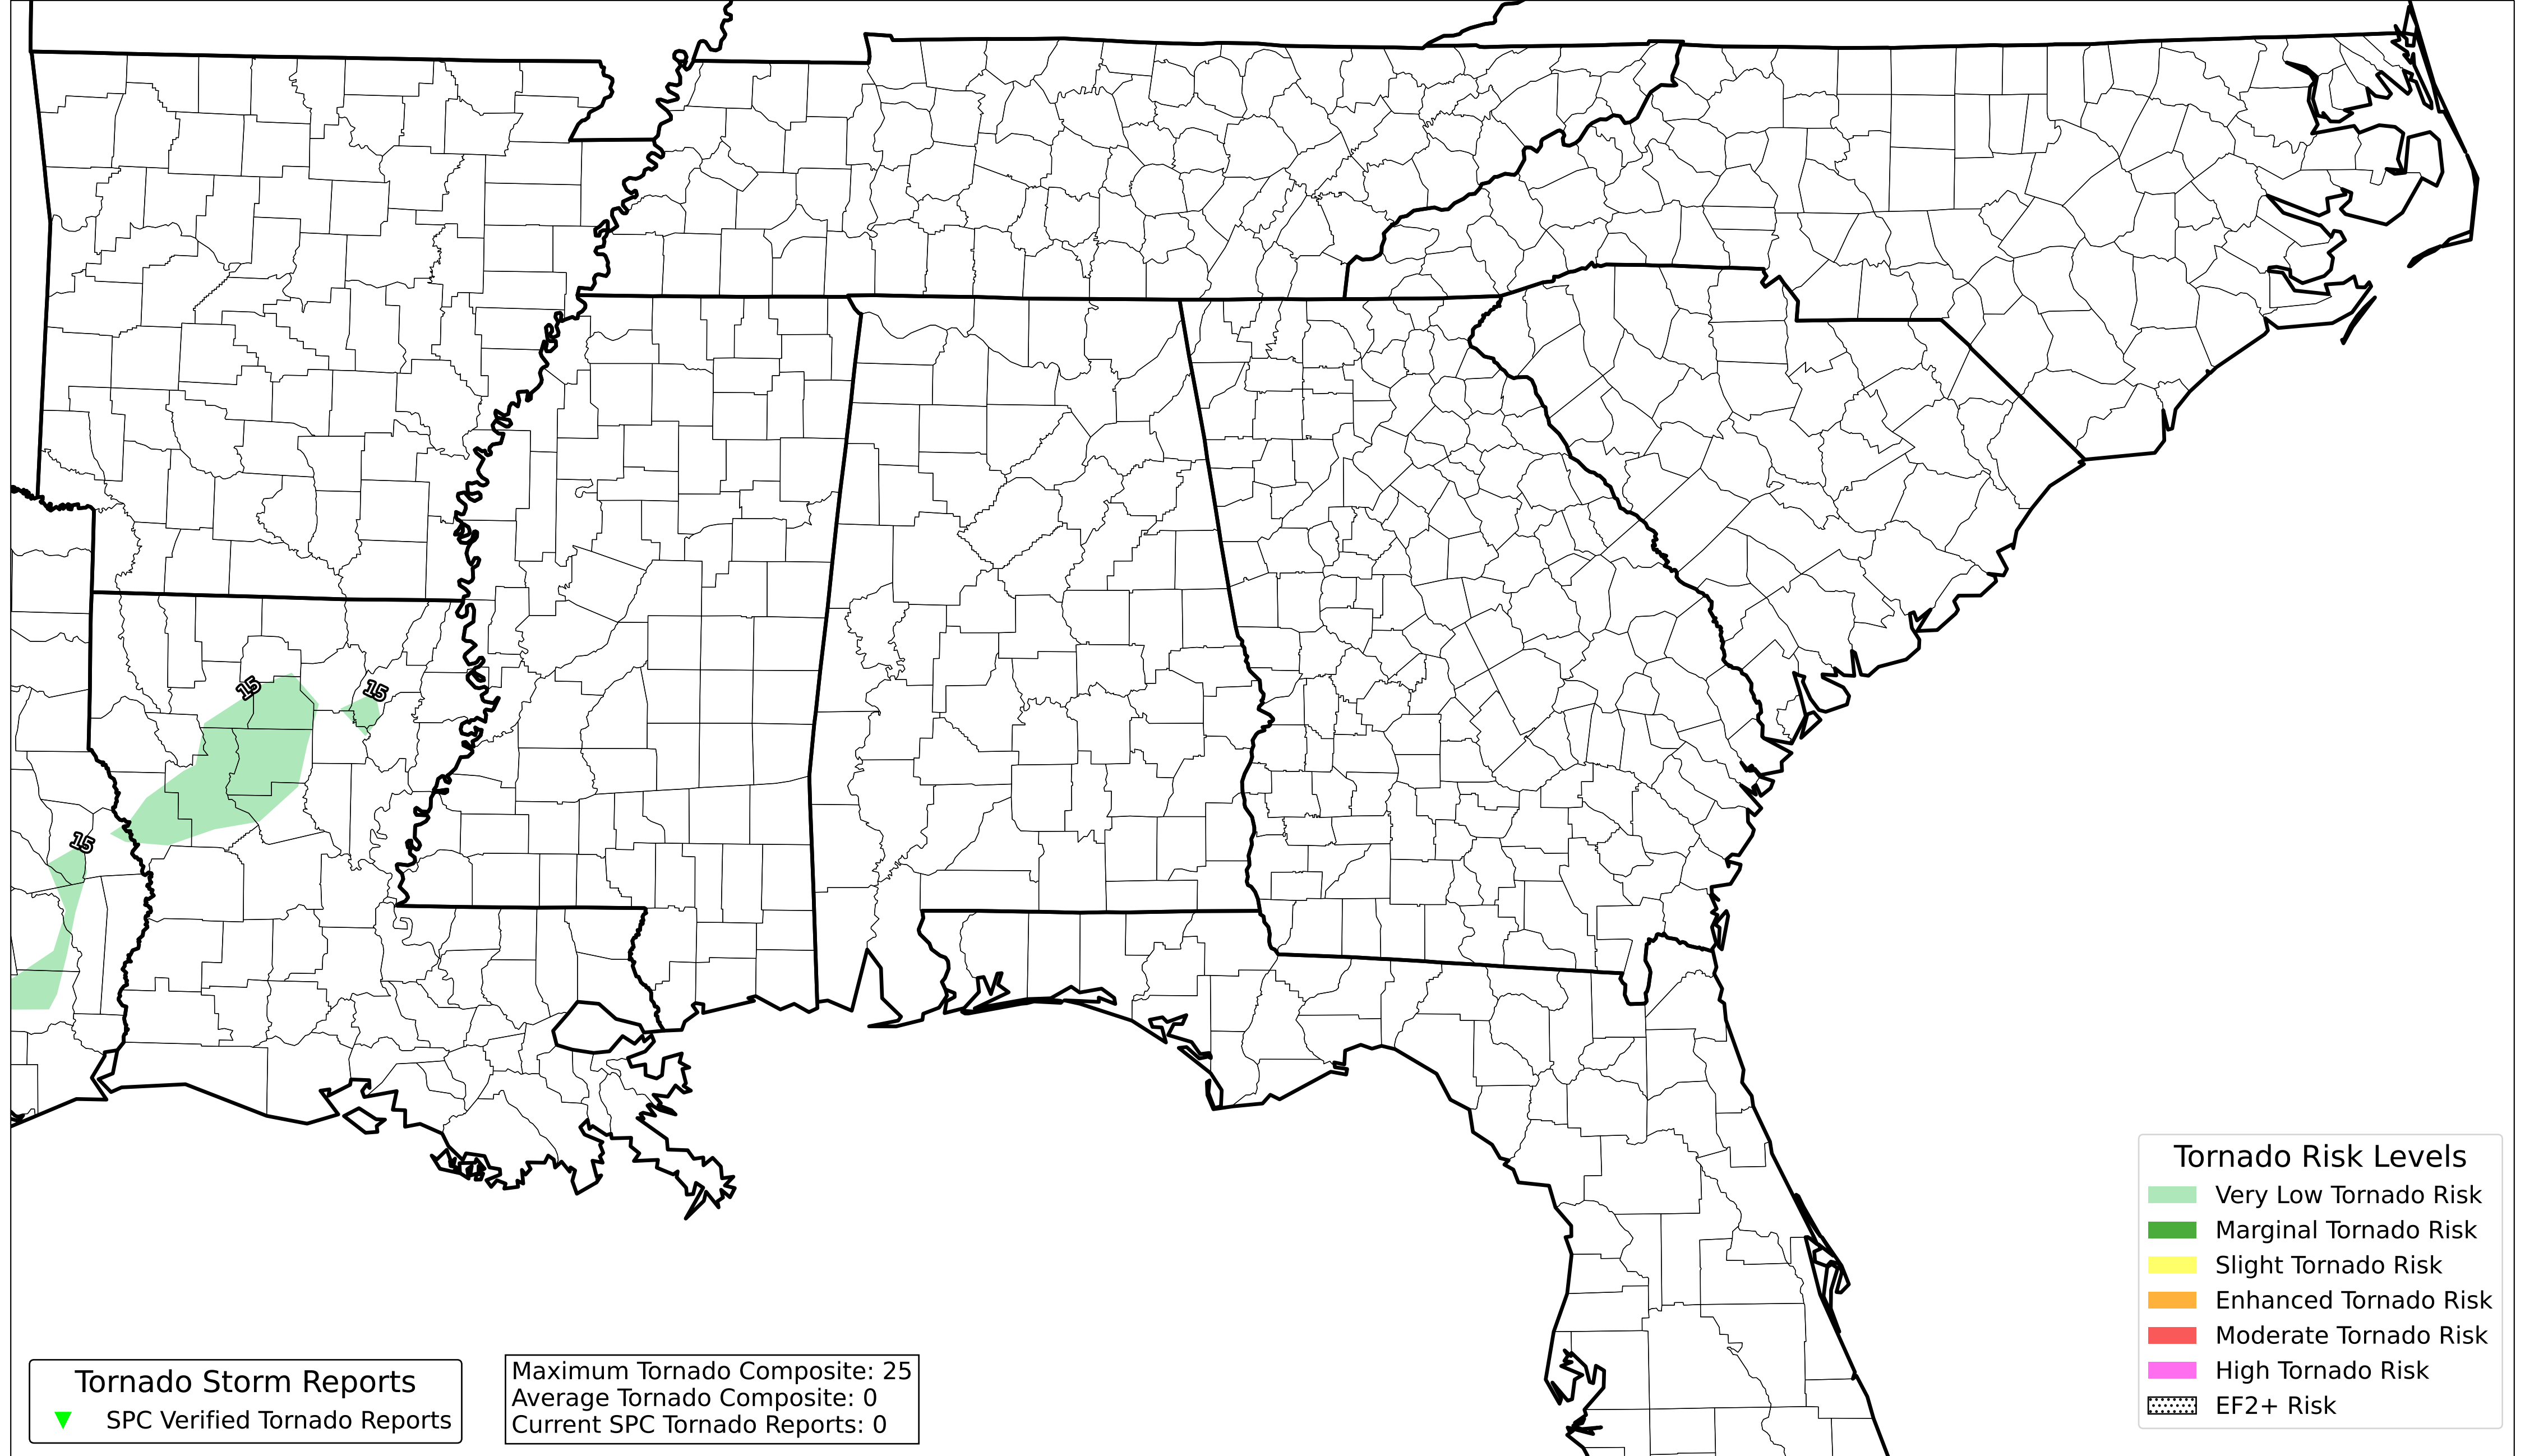 15
15
15
Tornado Risk Levels
Very Low Tornado Risk
Marginal Tornado Risk
Slight Tornado Risk
Enhanced Tornado Risk
Moderate Tornado Risk
High Tornado Risk
EF2+ Risk
Tornado Storm Reports
SPC Verified Tornado Reports
Maximum Tornado Composite: 25
Average Tornado Composite: 0
Current SPC Tornado Reports: 0